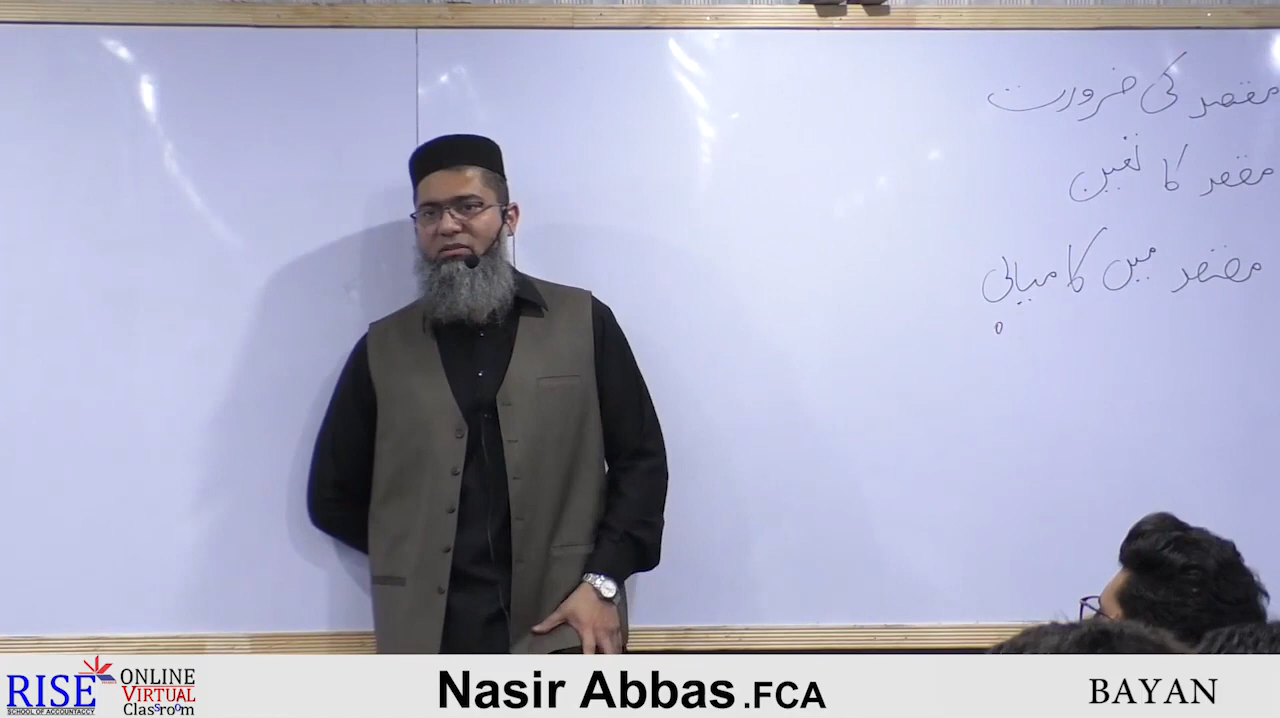 مقصد کی ضرورت
مقصد کا تعین
مقصد میں کامیابی
RISE
SCHOOL OF ACCOUNTACCY
ONLINE
VIRTUAL
Classroom
Nasir Abbas .FCA
BAYAN